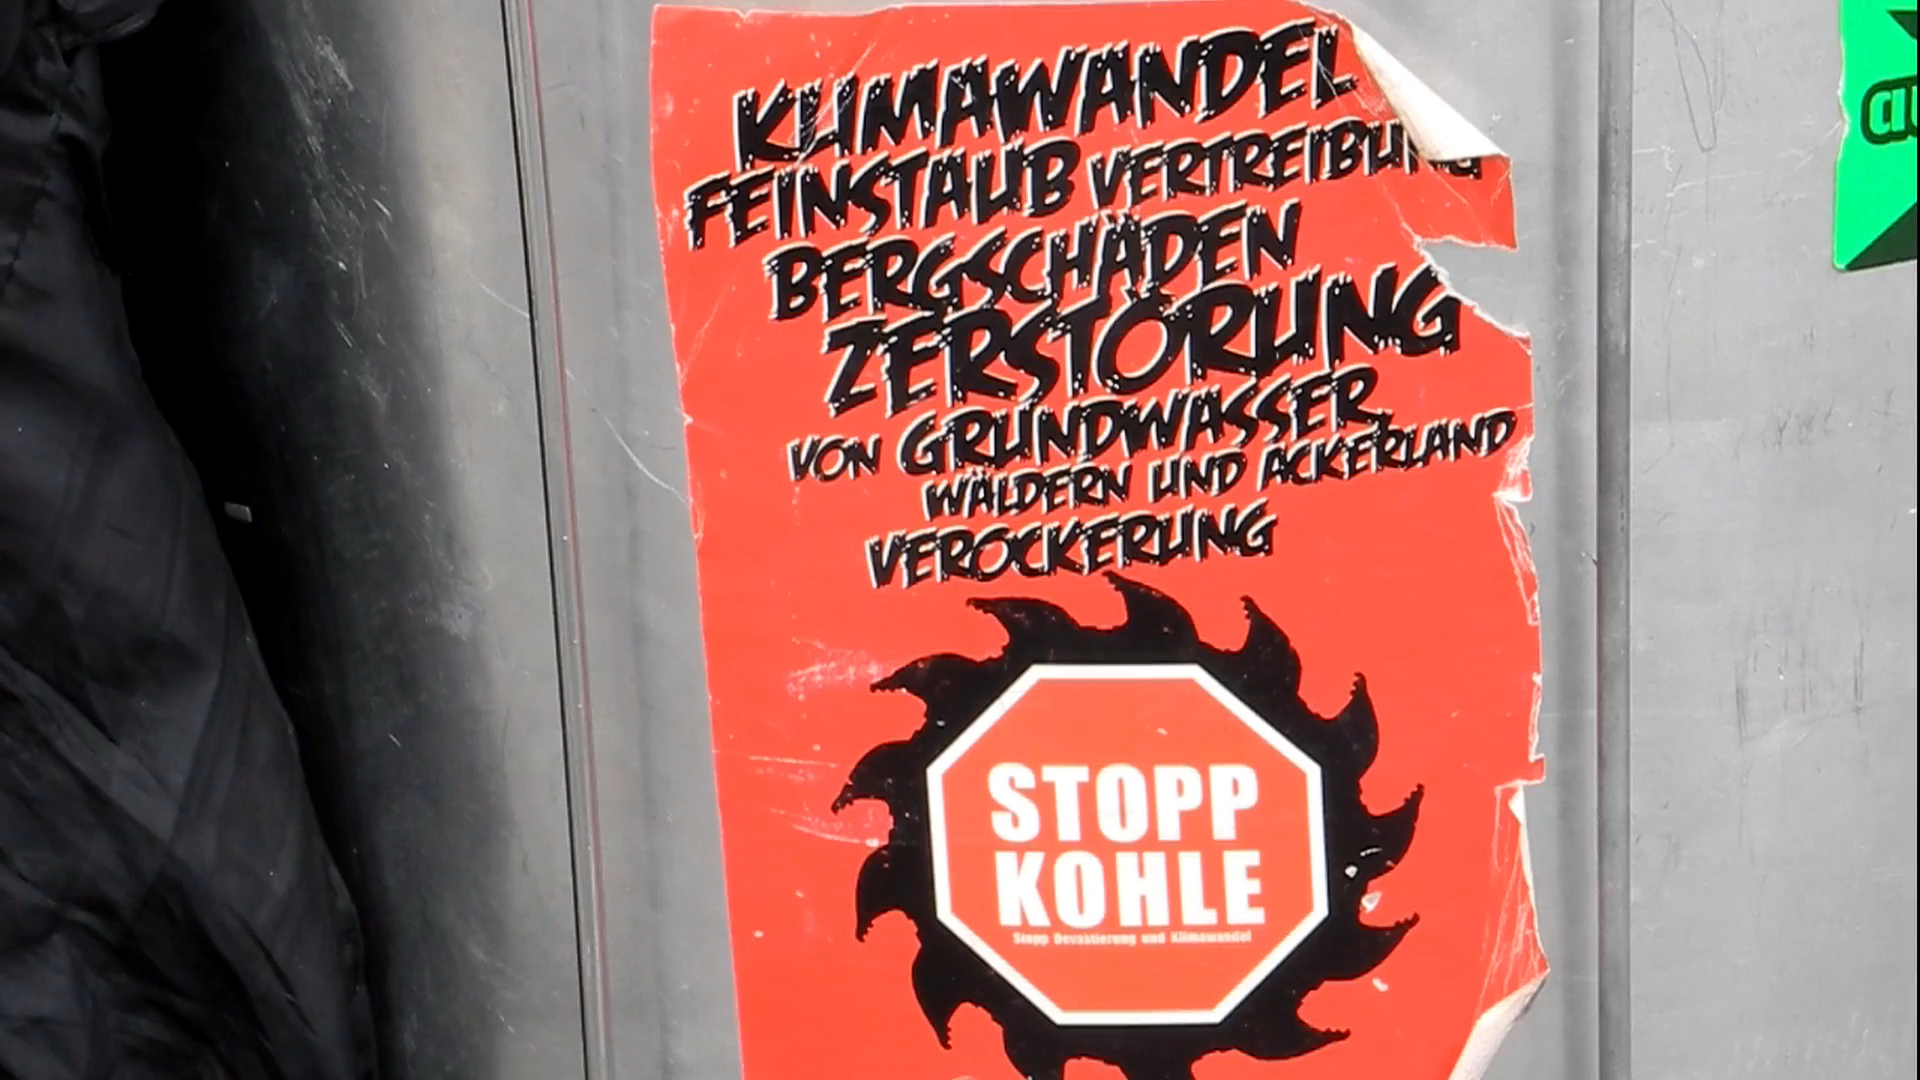 KLIMAWANDEL
FEINSTAUB VERTREIBUNG
BERGSCHÄDEN
ZERSTÖRUNG
VON GRUNDWASSER,
WÄLDERN UND ACKERLAND
VEROCKERUNG
STOPP
KOHLE
Stopp Devastierung und Klimawandel